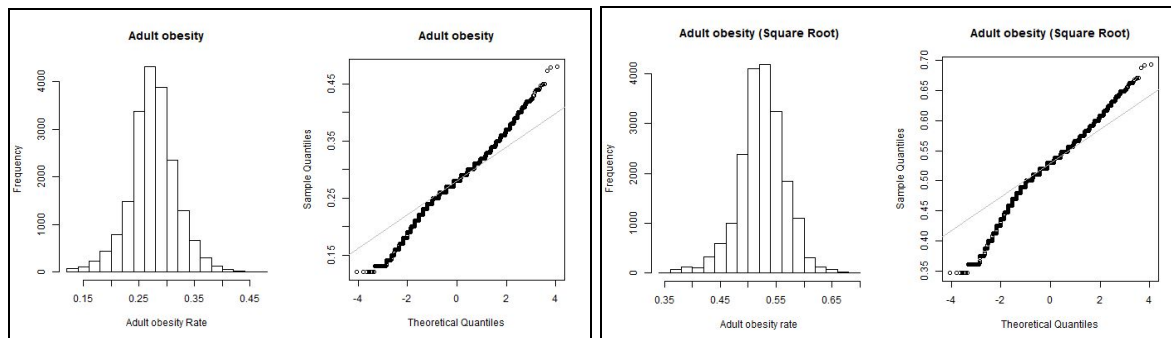 Adult obesity
Frequency
4000
3000
2000
1000
0
0.15 0.25 0.35 0.45
Adult obesity Rate
Adult obesity
Sample Quantiles
0.45
0.35
0.25
0.15
-4 -2 0 2 4
Theoretical Quantiles
Adult obesity (Square Root)
Frequency
4000
3000
2000
1000
0
0.35 0.45 0.55 0.65
Adult obesity rate
Adult obesity (Square Root)
Sample Quantiles
0.70
0.65
0.60
0.55
0.50
0.45
0.40
0.35
-4 -2 0 2 4
Theoretical Quantiles